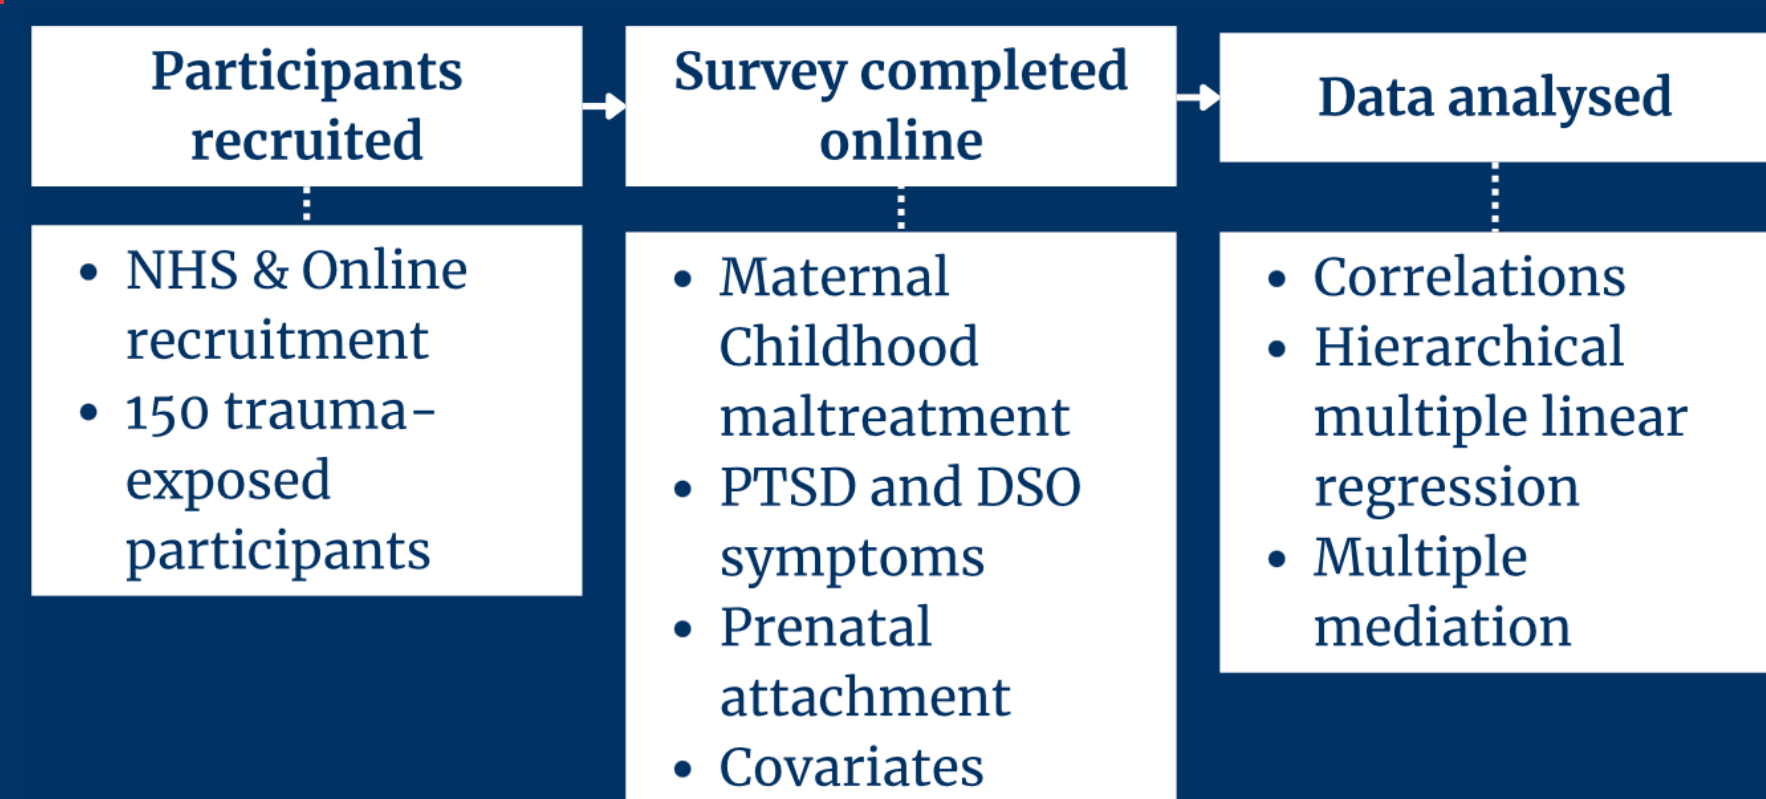 Participants
recruited
Survey completed
online
Data analysed
• NHS & Online
recruitment
• 150 trauma-
exposed
participants
• Maternal
Childhood
maltreatment
• PTSD and DSO
symptoms
• Prenatal
attachment
• Covariates
• Correlations
• Hierarchical
multiple linear
regression
• Multiple
mediation